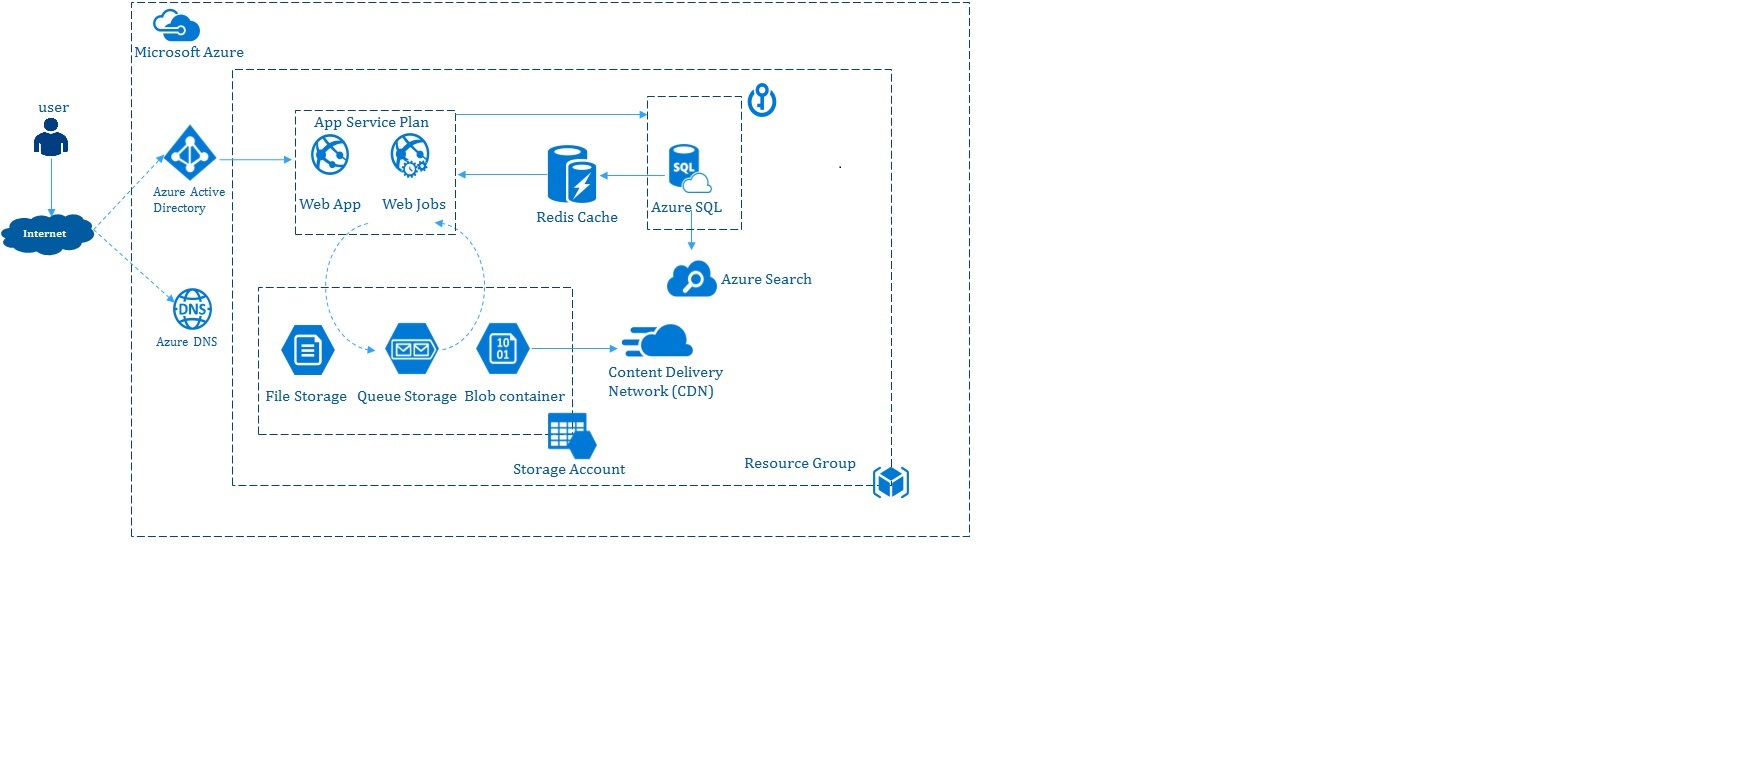 Microsoft Azure
user
App Service Plan
SQL
Azure Active
Directory
Web App
Web Jobs
Azure SQL
Redis Cache
Internet
Azure Search
DNS
Azure DNS
10
01
Content Delivery
Network (CDN)
File Storage
Queue Storage
Blob container
Resource Group
Storage Account